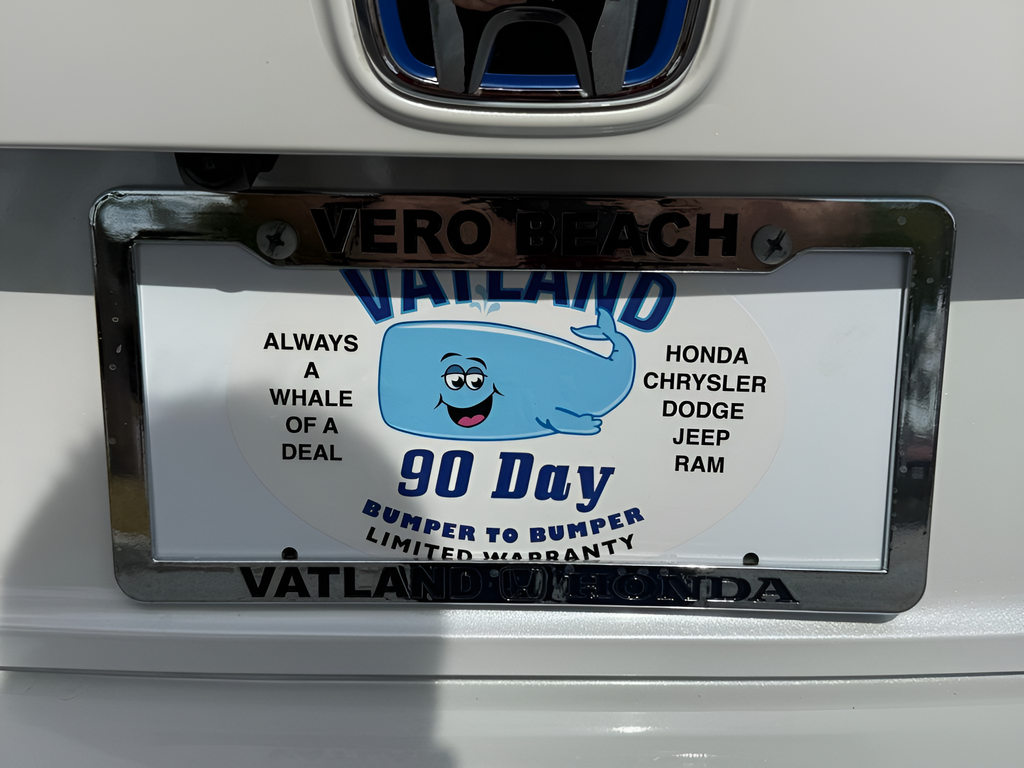 VERO BEACH
VATLAND
ALWAYS
A
WHALE
OF A
DEAL
HONDA
CHRYSLER
DODGE
JEEP
RAM
90 Day
BUMPER TO BUMPER
LIMITED WARRANTY
VATLAND HONDA